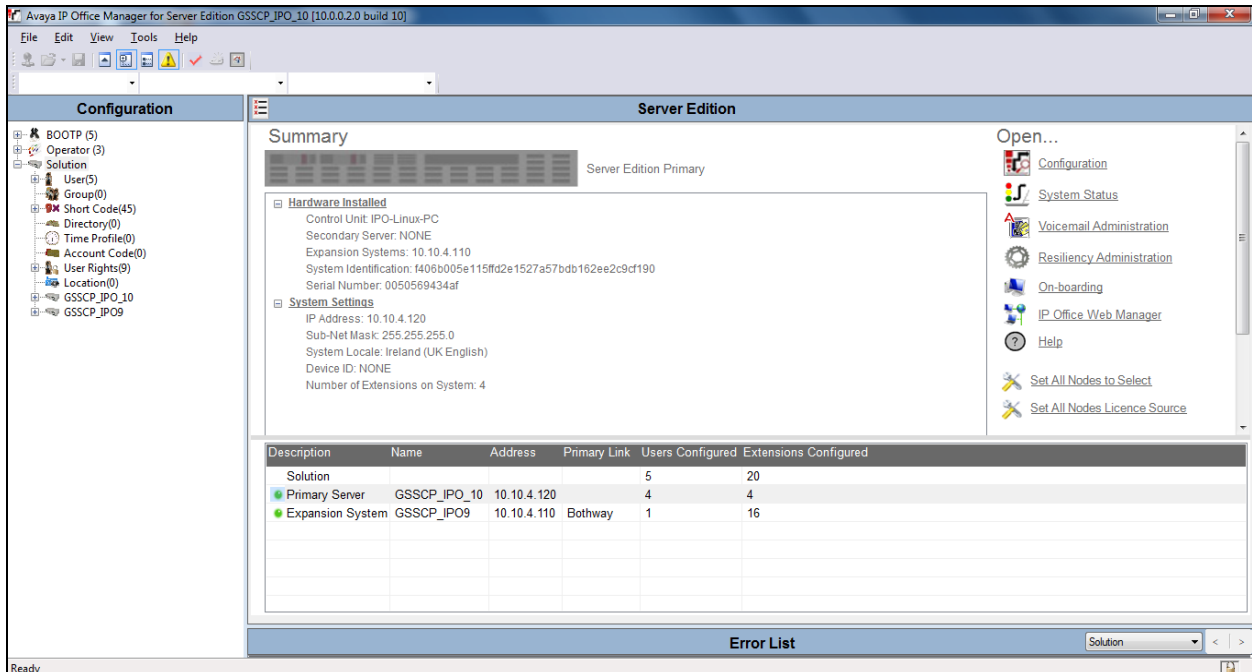 Avaya IP Office Manager for Server Edition GSSCP_IPO_10 [10.0.0.2.0 build 10]
File Edit View Tools Help
Configuration
BOOTP (5)
Operator (3)
Solution
User(5)
Group(0)
Short Code(45)
Directory(0)
Time Profile(0)
Account Code(0)
User Rights(9)
Location(0)
GSSCP_IPO_10
GSSCP_IPO9
Server Edition
Summary
Server Edition Primary
Hardware Installed
Control Unit: IPO-Linux-PC
Secondary Server: NONE
Expansion Systems: 10.10.4.110
System Identification: f406b005e115ffd2e1527a57bdb162ee2c9cf190
Serial Number: 0050569434af
System Settings
IP Address: 10.10.4.120
Sub-Net Mask: 255.255.255.0
System Locale: Ireland (UK English)
Device ID: NONE
Number of Extensions on System: 4
Open...
Configuration
System Status
Voicemail Administration
Resiliency Administration
On-boarding
IP Office Web Manager
Help
Set All Nodes to Select
Set All Nodes Licence Source
Description Name Address Primary Link Users Configured Extensions Configured
Solution 5 20
Primary Server GSSCP_IPO_10 10.10.4.120 4 4
Expansion System GSSCP_IPO9 10.10.4.110 Bothway 1 16
Error List
Solution
Ready